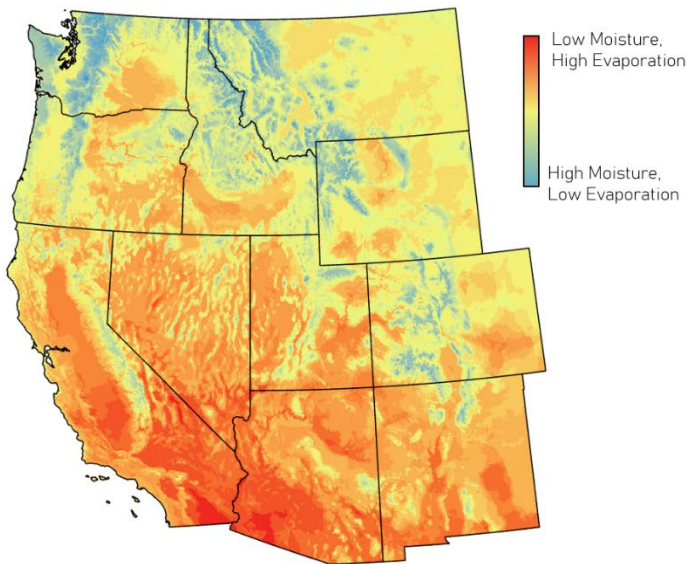 Low Moisture,
High Evaporation
High Moisture,
Low Evaporation